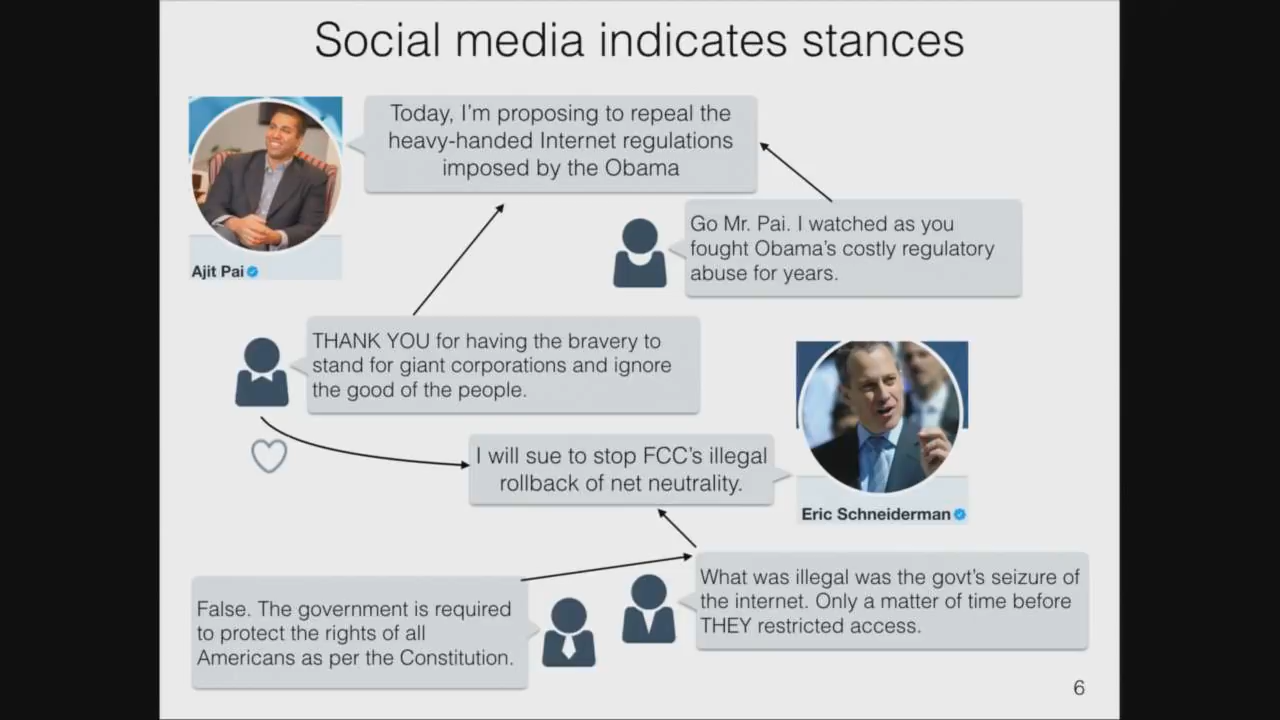 Social media indicates stances
Today, I'm proposing to repeal the
heavy-handed Internet regulations
imposed by the Obama
Ajit Pai
Go Mr. Pai. I watched as you
fought Obama's costly regulatory
abuse for years.
THANK YOU for having the bravery to
stand for giant corporations and ignore
the good of the people.
I will sue to stop FCC's illegal
rollback of net neutrality.
Eric Schneiderman
What was illegal was the govt's seizure of
the internet. Only a matter of time before
THEY restricted access.
False. The government is required
to protect the rights of all
Americans as per the Constitution.
6